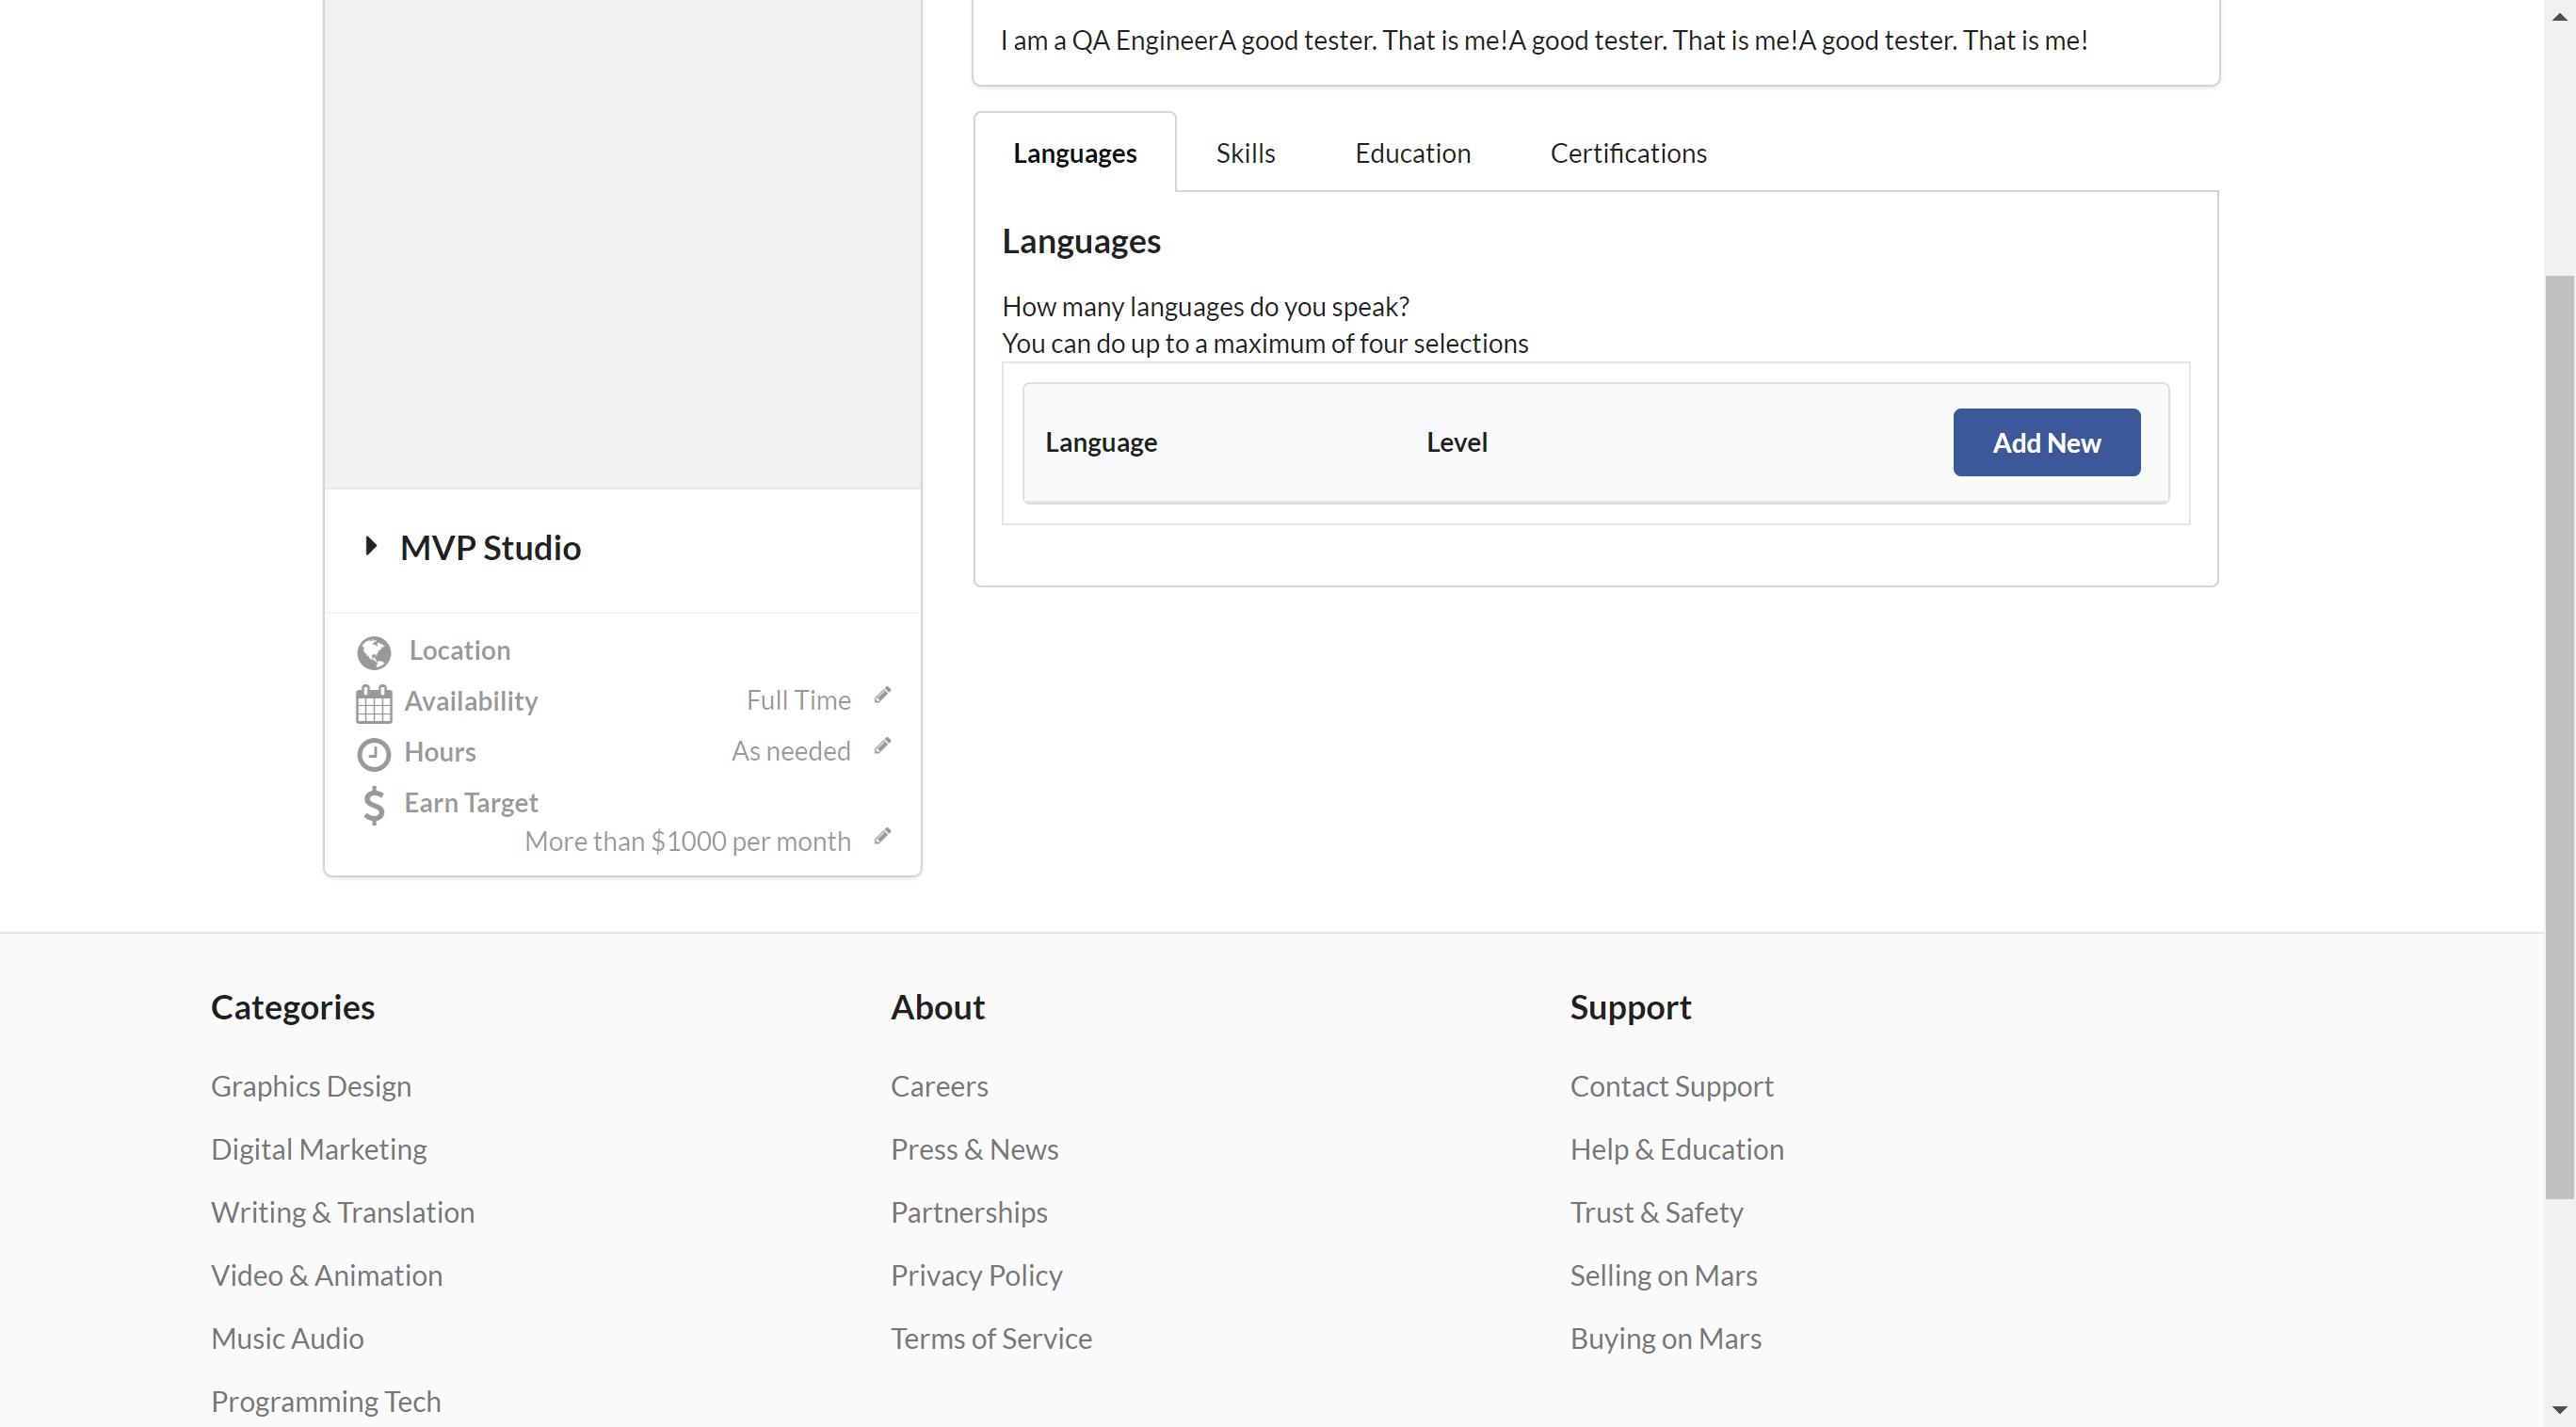 I am a QA EngineerA good tester. That is me!A good tester. That is me!A good tester. That is me!
Languages
Skills
Education
Certifications
Languages
How many languages do you speak?
You can do up to a maximum of four selections
Language
Level
Add New
MVP Studio
Location
Availability
Full Time
Hours
As needed
Earn Target
More than $1000 per month
Categories
Graphics Design
Digital Marketing
Writing & Translation
Video & Animation
Music Audio
Programming Tech
About
Careers
Press & News
Partnerships
Privacy Policy
Terms of Service
Support
Contact Support
Help & Education
Trust & Safety
Selling on Mars
Buying on Mars